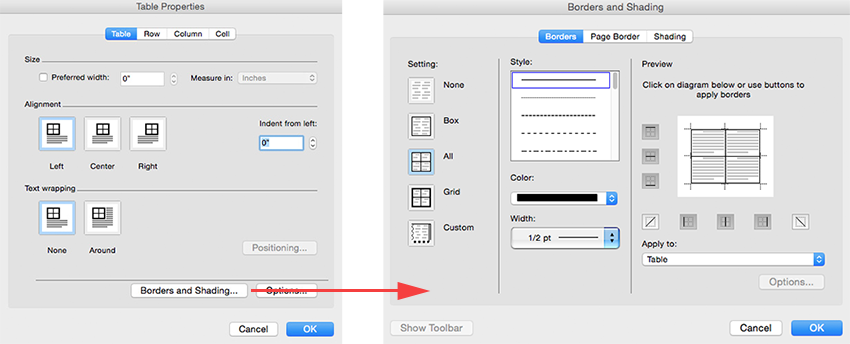 Table Properties
Table Row Column Cell
Size
Preferred width: 0" Measure in: Inches
Alignment
Indent from left:
0"
Left Center Right
Text wrapping
None Around
Positioning...
Borders and Shading... Options...
Cancel OK
Borders and Shading
Borders Page Border Shading
Setting:
None
Box
All
Grid
Custom
Style:
Color:
Width:
1/2 pt
Preview
Click on diagram below or use buttons to
apply borders
Apply to:
Table
Options...
Show Toolbar
Cancel OK